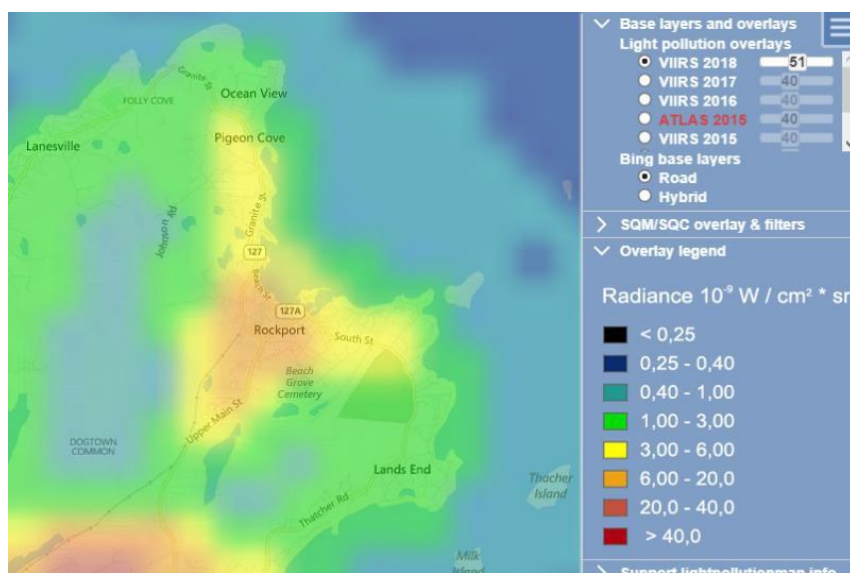 Ocean View
Granite St
FOLLY COVE
Pigeon Cove
Lanesville
Johnson Rd
Granite St
127
Beach St
127A
Rockport
South St
Beach
Grove
Cemetery
Upper Main St
DOGTOWN
COMMON
Lands End
Thatcher Rd
Thacher
Island
Milk
Island
Base layers and overlays
Light pollution overlays
VIIRS 2018 51
VIIRS 2017 40
VIIRS 2016 40
ATLAS 2015 40
VIIRS 2015 40
Bing base layers
Road
Hybrid
SQM/SQC overlay & filters
Overlay legend
Radiance 10⁻⁹ W / cm² * sr
< 0,25
0,25 - 0,40
0,40 - 1,00
1,00 - 3,00
3,00 - 6,00
6,00 - 20,0
20,0 - 40,0
> 40,0
Support lightpollutionmap.info